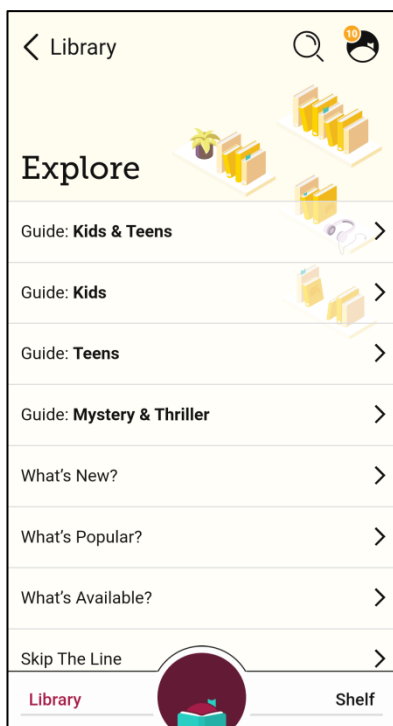 Library
10
Explore
Guide: Kids & Teens
Guide: Kids
Guide: Teens
Guide: Mystery & Thriller
What's New?
What's Popular?
What's Available?
Skip The Line
Library
Shelf